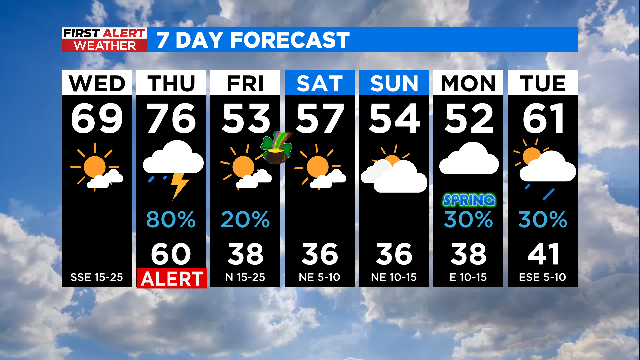 FIRST ALERT
WEATHER
7 DAY FORECAST
WED THU FRI SAT SUN MON TUE
69 76 53 57 54 52 61
SPRING
80% 20% 30% 30%
60 38 36 36 38 41
SSE 15-25 ALERT N 15-25 NE 5-10 NE 10-15 E 10-15 ESE 5-10